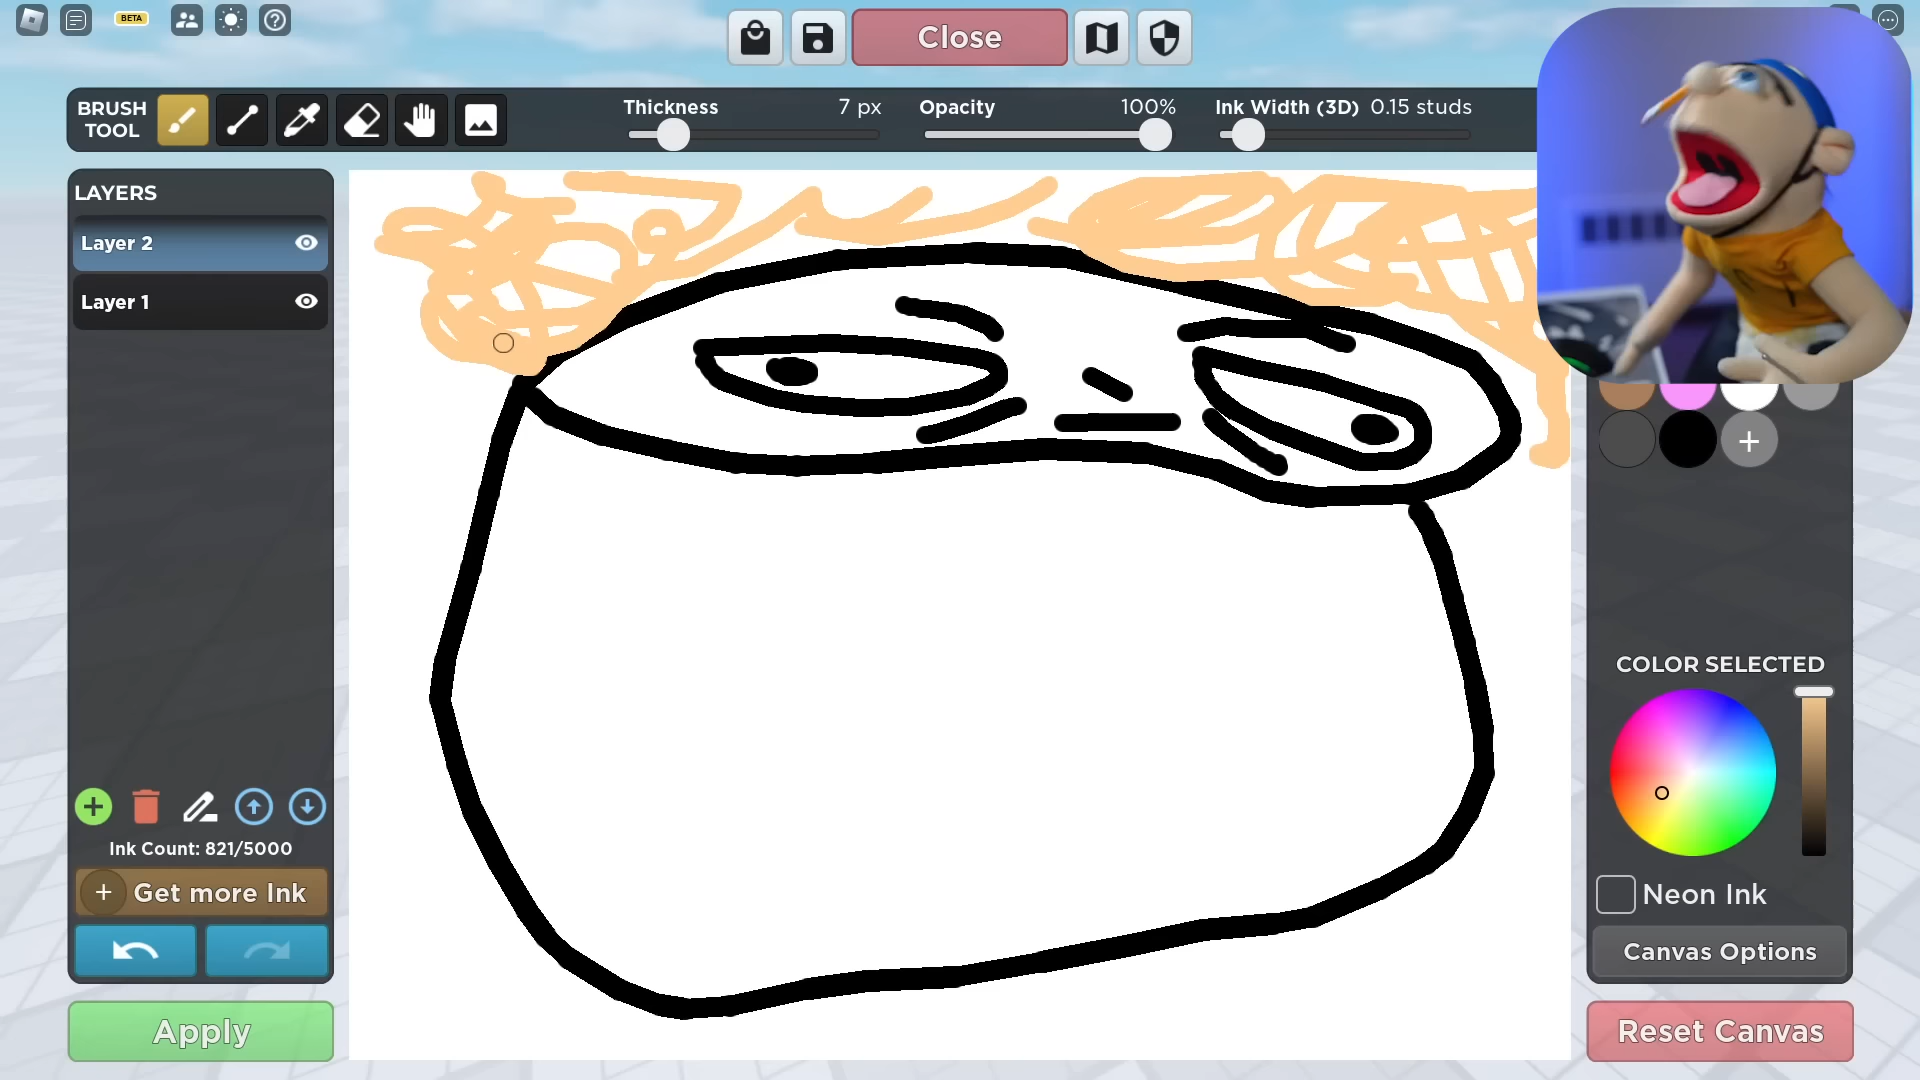 BETA
Close
BRUSH
TOOL
Thickness
7 px
Opacity
100%
Ink Width (3D)
0.15 studs
LAYERS
Layer 2
Layer 1
COLOR SELECTED
Ink Count: 821/5000
+ Get more Ink
Neon Ink
Canvas Options
Apply
Reset Canvas